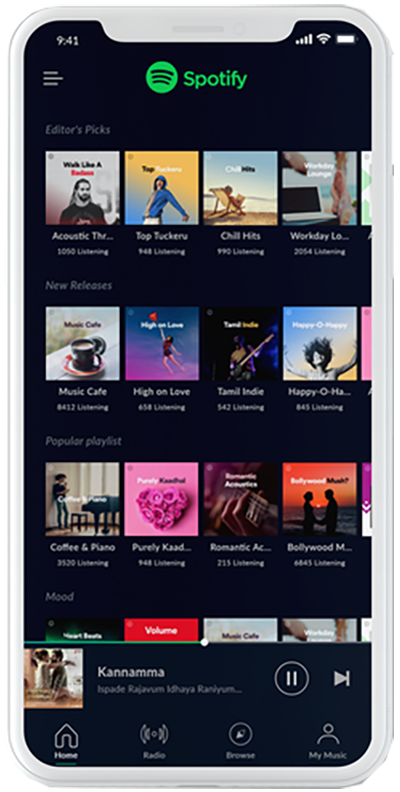 9:41
Spotify
Editor's Picks
Walk Like A
Badass
Top Tuckeru
Chill Hits
Workday
Lounge
Acoustic Thr...
Top Tuckeru
Chill Hits
Workday Lo...
1050 Listening
948 Listening
990 Listening
2054 Listening
New Releases
Music Cafe
High on Love
Tamil Indie
Happy-O-Happy
Music Cafe
High on Love
Tamil Indie
Happy-O-Ha...
8412 Listening
658 Listening
542 Listening
845 Listening
Popular playlist
Coffee & Piano
Purely Kaadhal
Romantic
Acoustics
Bollywood Mush?
Coffee & Piano
Purely Kaad...
Romantic Ac...
Bollywood M...
3520 Listening
948 Listening
215 Listening
6845 Listening
Mood
Heart Beats
Volume
Music Cafe
Workday
Kannamma
Ispade Rajavum Idhaya Raniyum...
Home
Radio
Browse
My Music